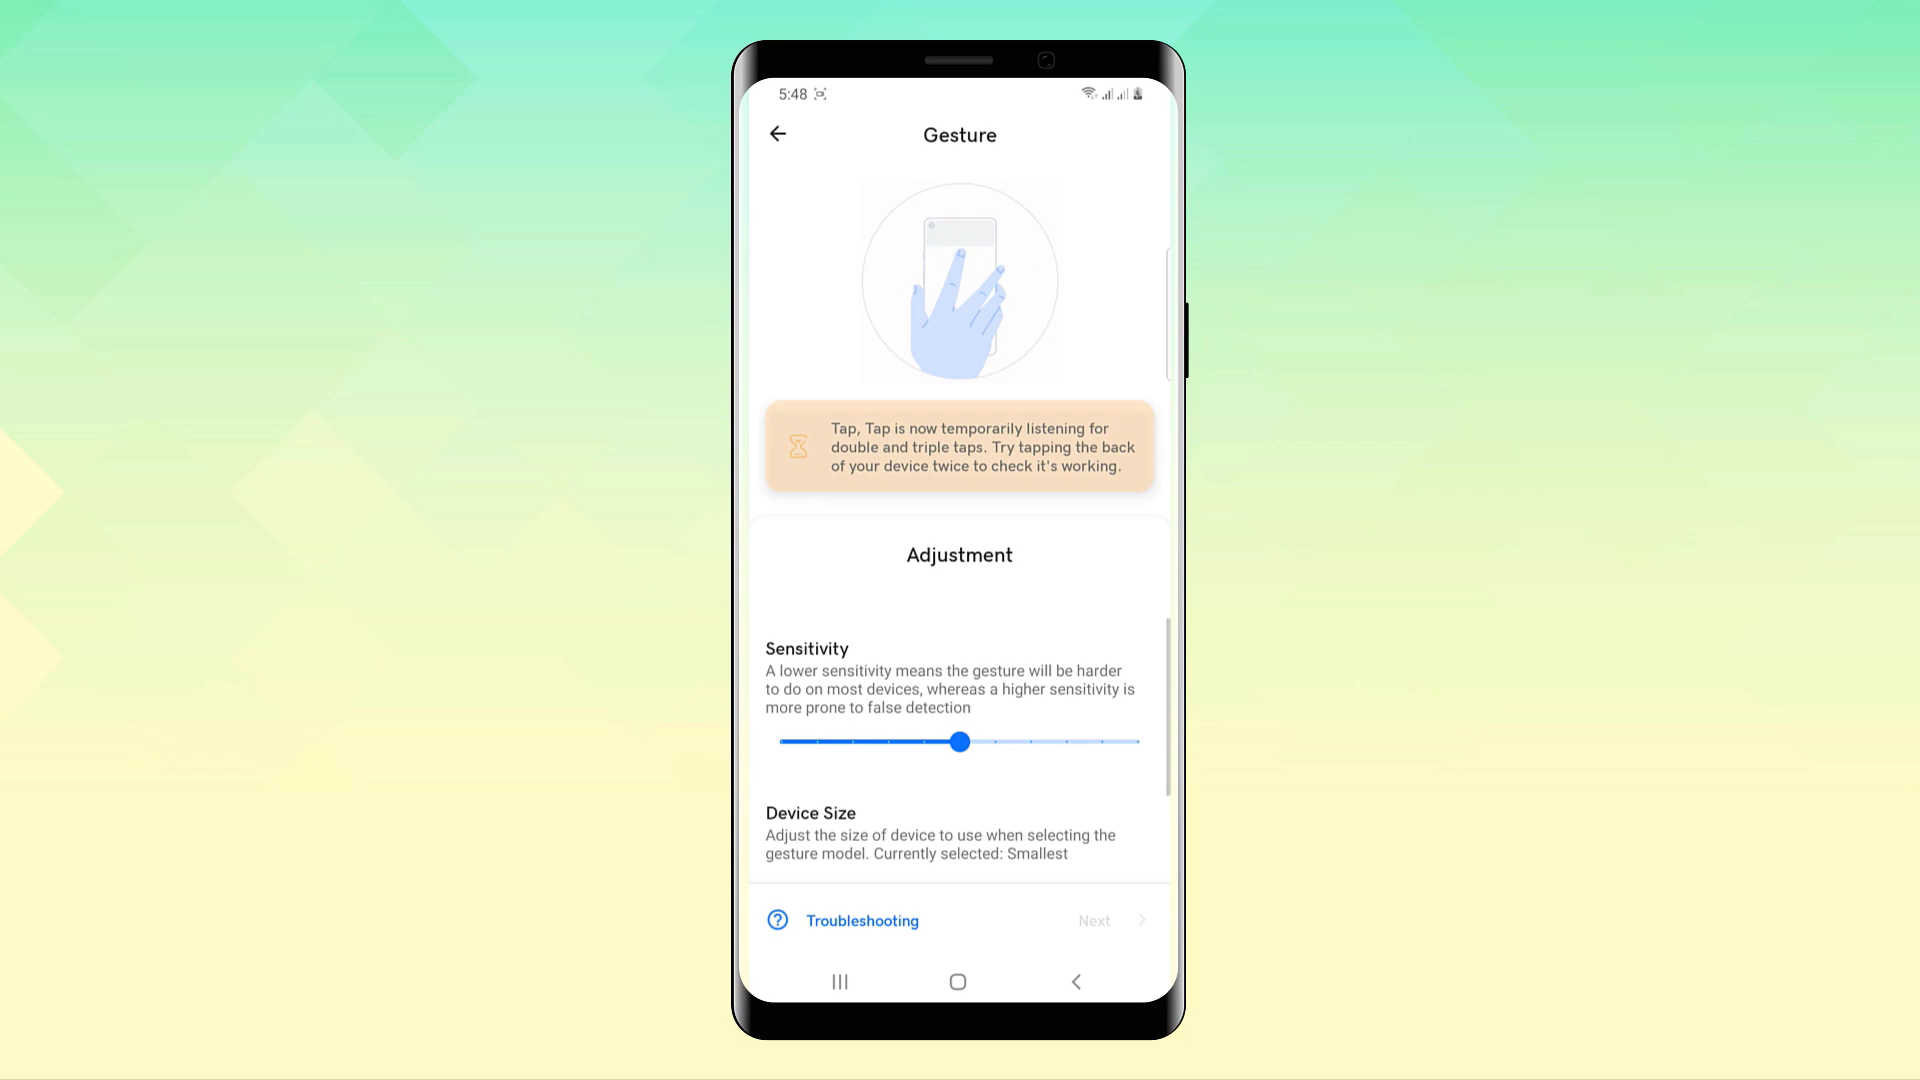 5:48
Gesture
Tap, Tap is now temporarily listening for
double and triple taps. Try tapping the back
of your device twice to check it's working.
Adjustment
Sensitivity
A lower sensitivity means the gesture will be harder
to do on most devices, whereas a higher sensitivity is
more prone to false detection
Device Size
Adjust the size of device to use when selecting the
gesture model. Currently selected: Smallest
Troubleshooting
Next